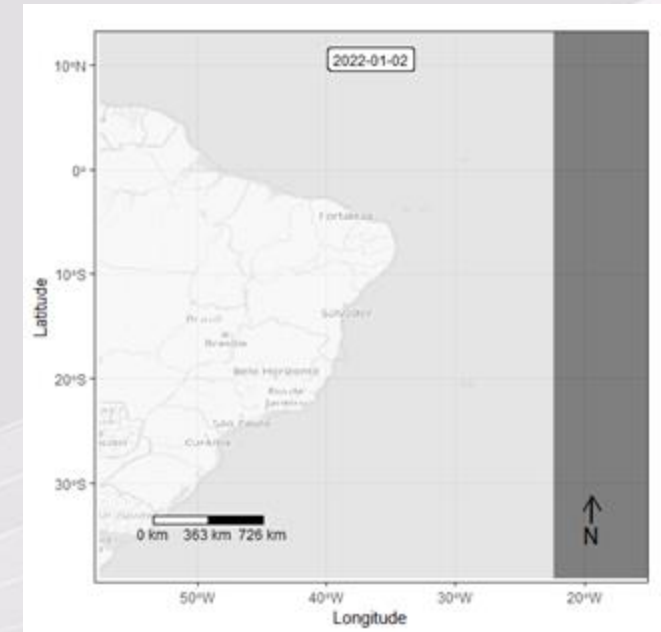 2022-01-02
10°N
0°
10°S
20°S
30°S
Latitude
Fortaleza
Salvador
Brasil
Brasília
Belo Horizonte
Rio de
Janeiro
São Paulo
Curitiba
0 km 363 km 726 km
N
50°W 40°W 30°W 20°W
Longitude